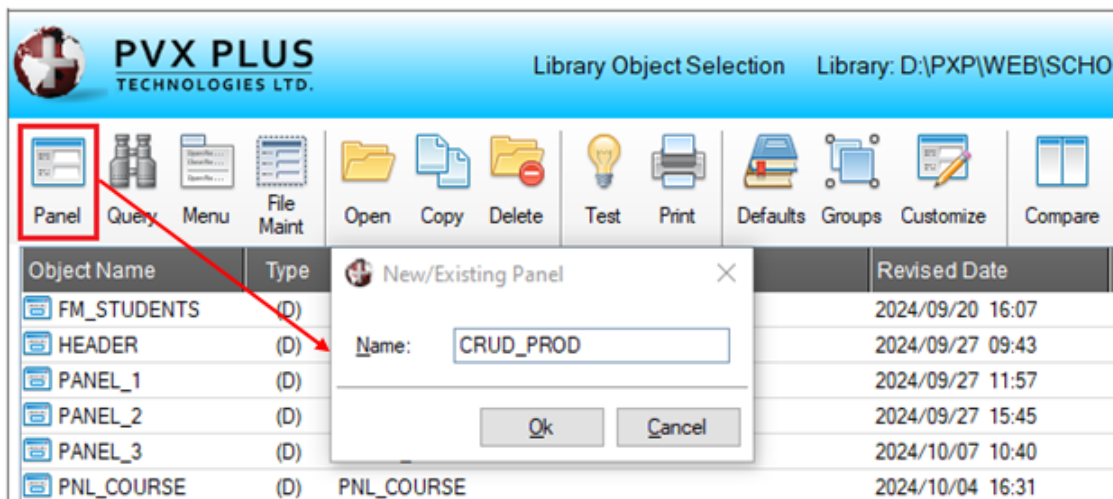 PVX PLUS
TECHNOLOGIES LTD.
Library Object Selection Library: D:\PXP\WEB\SCHO
Panel Query Menu File Maint Open Copy Delete Test Print Defaults Groups Customize Compare
Object Name Type Revised Date
New/Existing Panel
Name: CRUD_PROD
Ok Cancel
FM_STUDENTS (D) 2024/09/20 16:07
HEADER (D) 2024/09/27 09:43
PANEL_1 (D) 2024/09/27 11:57
PANEL_2 (D) 2024/09/27 15:45
PANEL_3 (D) 2024/10/07 10:40
PNL_COURSE (D) PNL_COURSE 2024/10/04 16:31